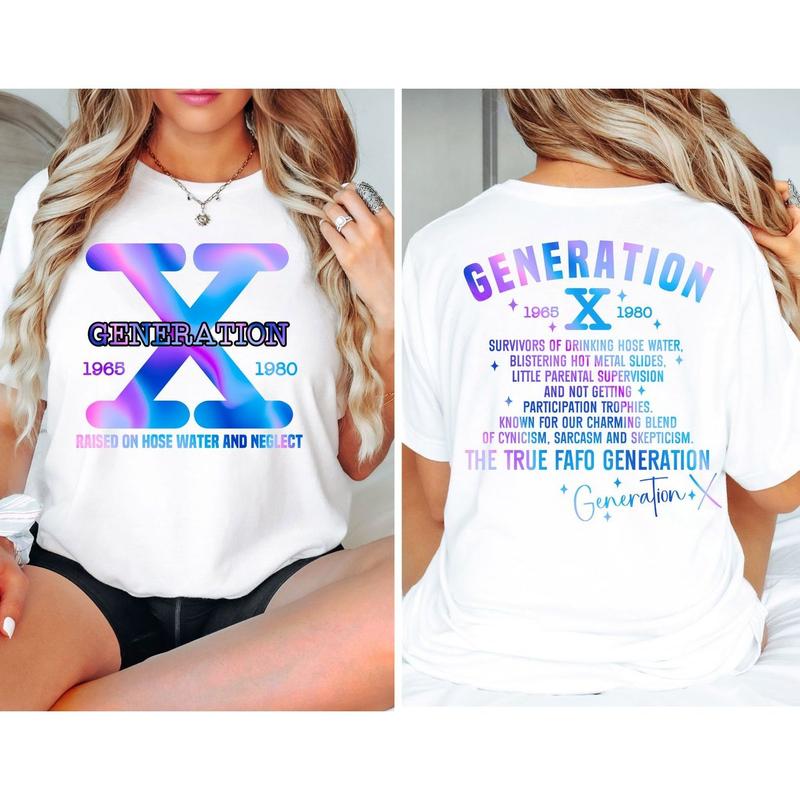 X
GENERATION
1965 1980
RAISED ON HOSE WATER AND NEGLECT
GENERATION
1965 X 1980
SURVIVORS OF DRINKING HOSE WATER,
BLISTERING HOT METAL SLIDES,
LITTLE PARENTAL SUPERVISION
AND NOT GETTING
PARTICIPATION TROPHIES.
KNOWN FOR OUR CHARMING BLEND
OF CYNICISM, SARCASM AND SKEPTICISM.
THE TRUE FAFO GENERATION
Generation X